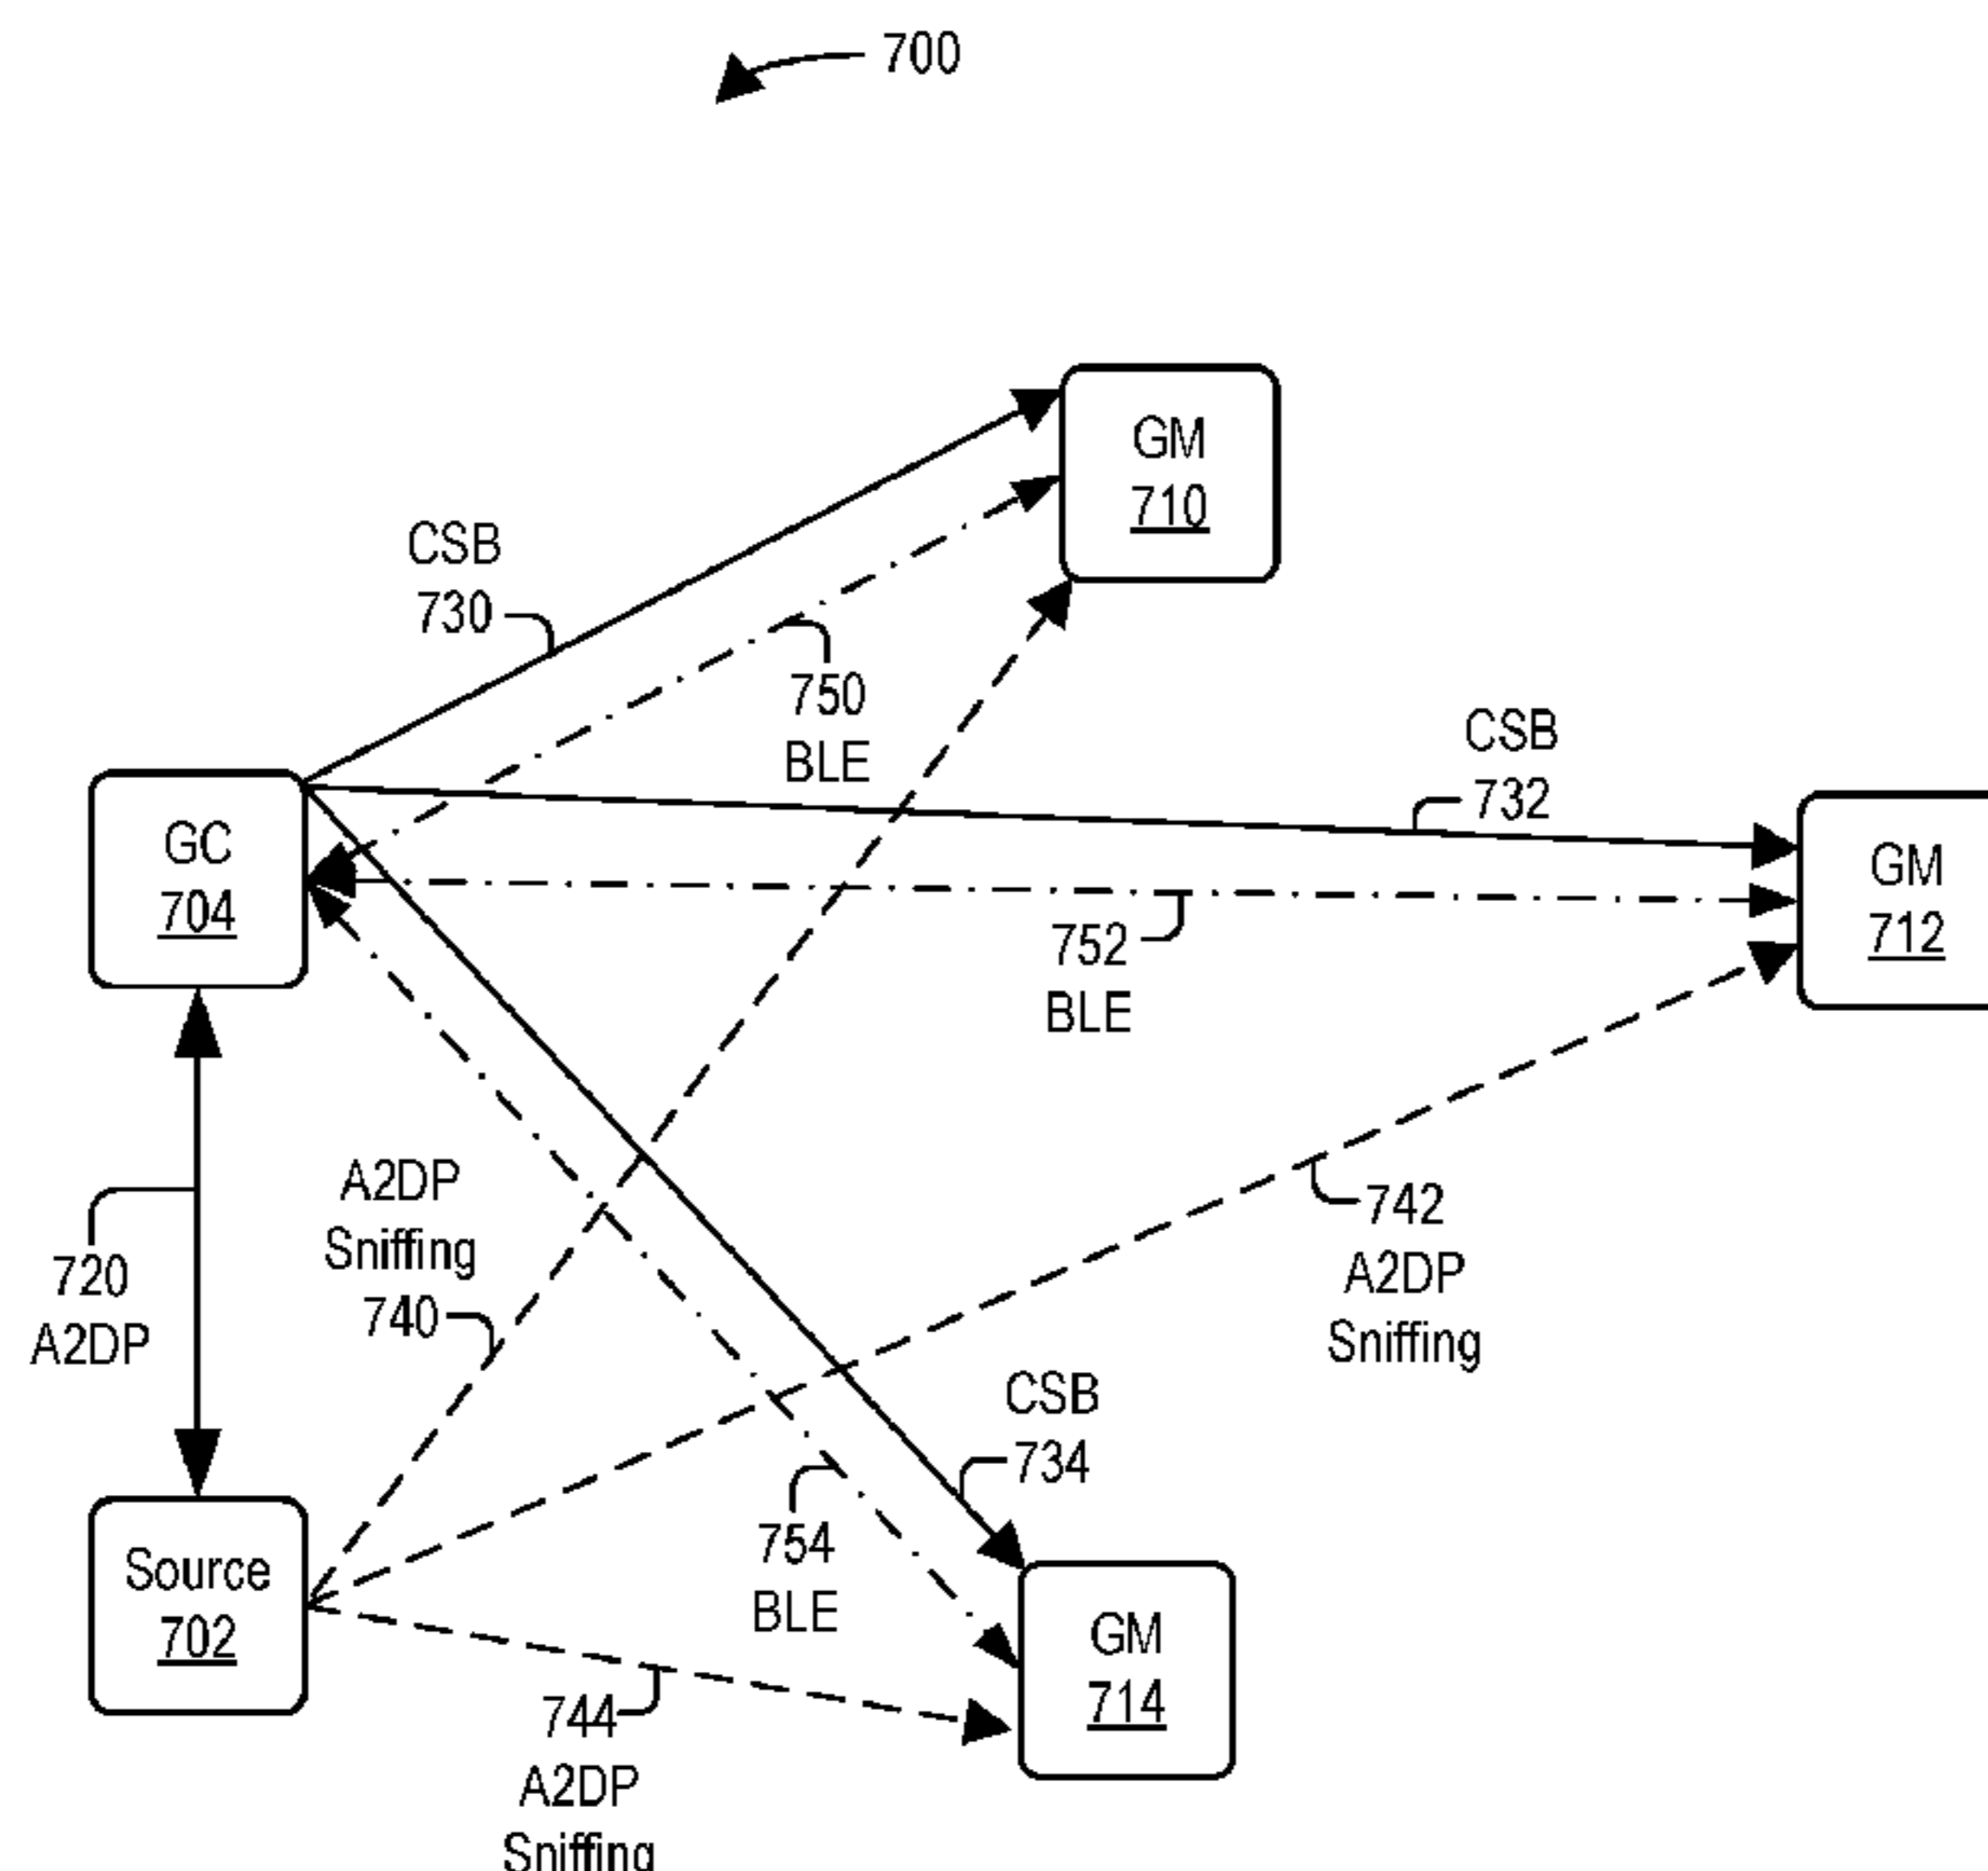 700
GM
710
CSB
730
750
BLE
CSB
732
GC
704
GM
712
752
BLE
A2DP
Sniffing
740
742
A2DP
Sniffing
720
A2DP
CSB
734
754
BLE
Source
702
GM
714
744
A2DP
Sniffing